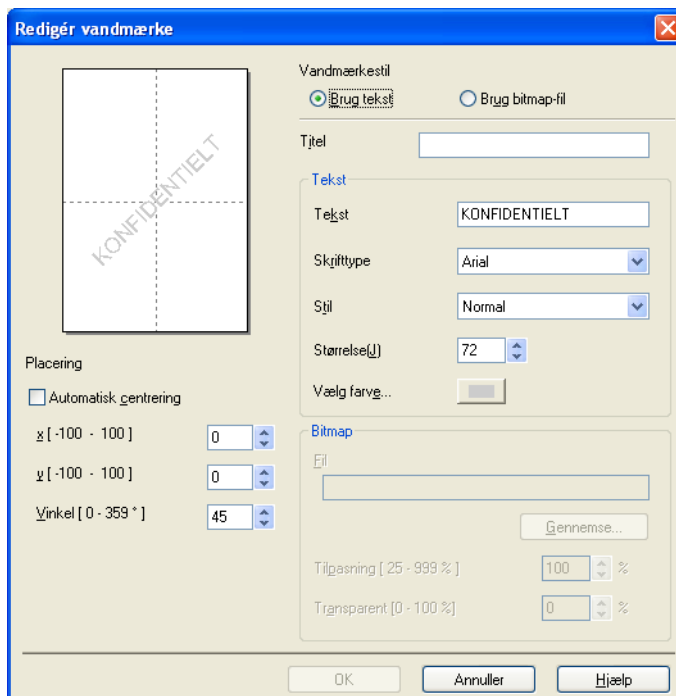 Redigér vandmærke
KONFIDENTIELT
Placering
Automatisk centrering
x [ -100 - 100 ] 0
y [ -100 - 100 ] 0
Vinkel [ 0 - 359 ° ] 45
Vandmærkestil
Brug tekst Brug bitmap-fil
Titel
Tekst
Tekst KONFIDENTIELT
Skrifttype Arial
Stil Normal
Størrelse(J) 72
Vælg farve...
Bitmap
Fil
Gennemse...
Tilpasning [ 25 - 999 % ] 100 %
Transparent [0 - 100 %] 0 %
OK Annuller Hjælp